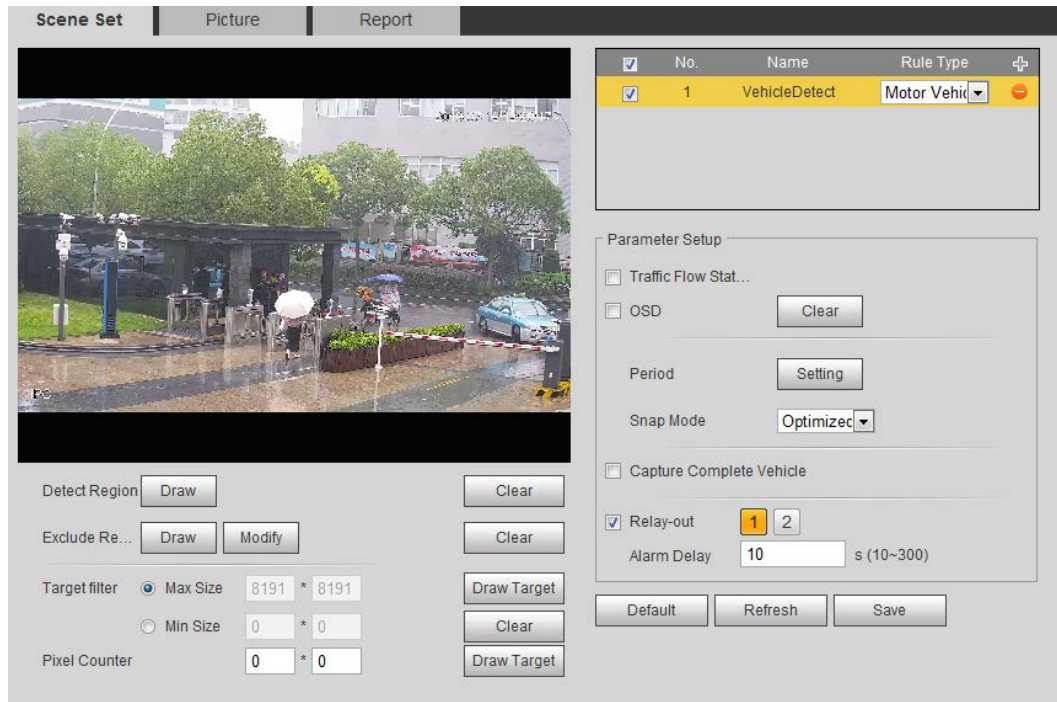 Scene Set Picture Report
No. Name Rule Type
1 VehicleDetect Motor Vehic
Parameter Setup
Traffic Flow Stat...
OSD Clear
Period Setting
Snap Mode Optimizec
Capture Complete Vehicle
Relay-out 1 2
Alarm Delay 10 s (10~300)
Default Refresh Save
IPC
Detect Region Draw Clear
Exclude Re... Draw Modify Clear
Target filter Max Size 8191 * 8191 Draw Target
Min Size 0 * 0 Clear
Pixel Counter 0 * 0 Draw Target